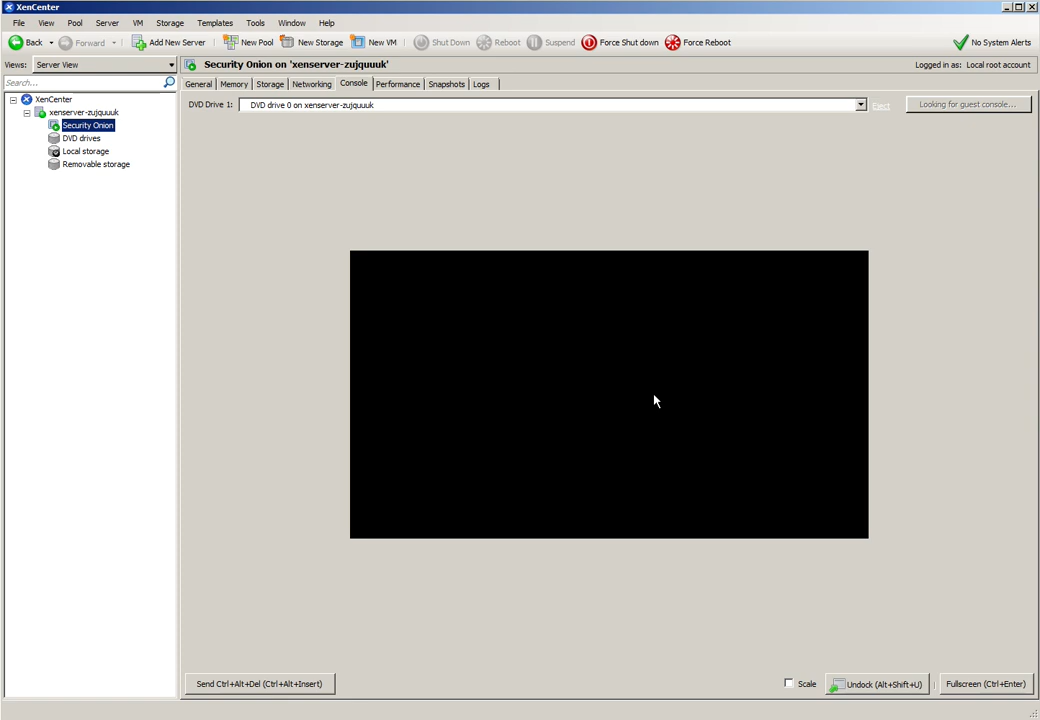 XenCenter
File View Pool Server VM Storage Templates Tools Window Help
Back Forward Add New Server New Pool New Storage New VM Shut Down Reboot Suspend Force Shut down Force Reboot No System Alerts
Views: Server View Security Onion on 'xenserver-zujquuuk' Logged in as: Local root account
Search... General Memory Storage Networking Console Performance Snapshots Logs
XenCenter DVD Drive 1: DVD drive 0 on xenserver-zujquuuk Eject Looking for guest console...
xenserver-zujquuuk
Security Onion
DVD drives
Local storage
Removable storage
Send Ctrl+Alt+Del (Ctrl+Alt+Insert) Scale Undock (Alt+Shift+U) Fullscreen (Ctrl+Enter)